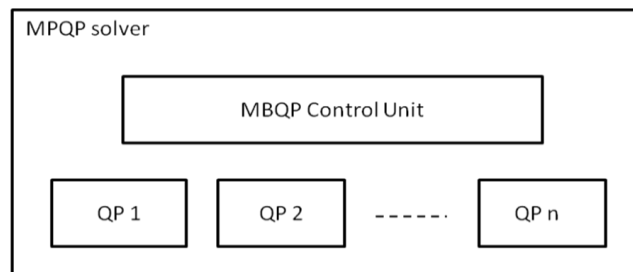 MPQP solver
MBQP Control Unit
QP 1
QP 2
QP n